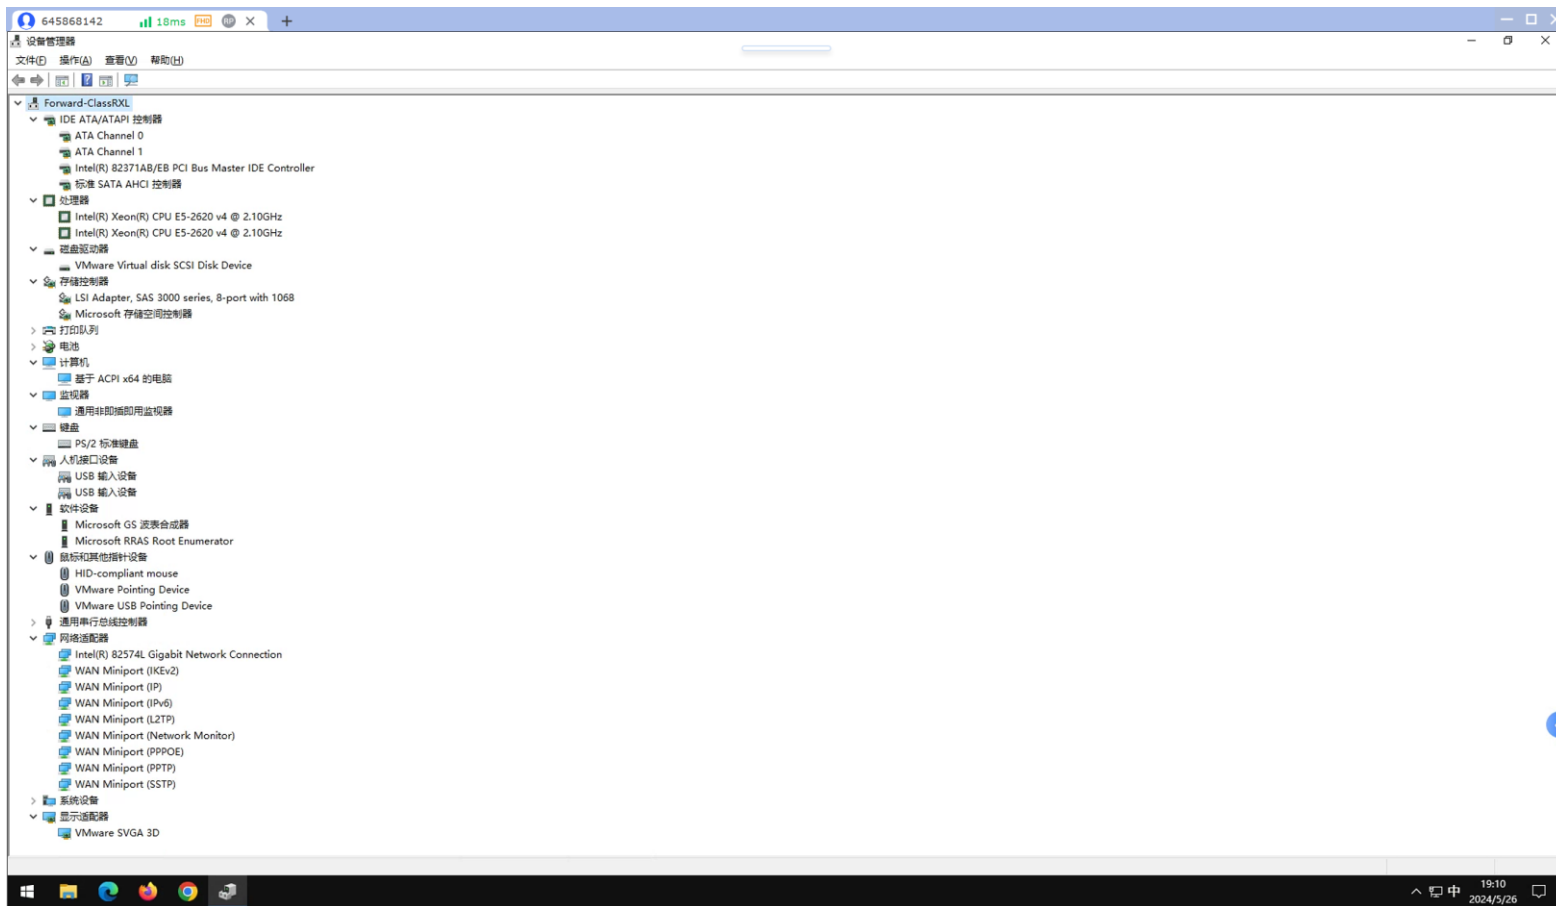 645868142 18ms FHD RP
设备管理器
文件(F) 操作(A) 查看(V) 帮助(H)
Forward-ClassRXL
IDE ATA/ATAPI 控制器
ATA Channel 0
ATA Channel 1
Intel(R) 82371AB/EB PCI Bus Master IDE Controller
标准 SATA AHCI 控制器
处理器
Intel(R) Xeon(R) CPU E5-2620 v4 @ 2.10GHz
Intel(R) Xeon(R) CPU E5-2620 v4 @ 2.10GHz
磁盘驱动器
VMware Virtual disk SCSI Disk Device
存储控制器
LSI Adapter, SAS 3000 series, 8-port with 1068
Microsoft 存储空间控制器
打印队列
电池
计算机
基于 ACPI x64 的电脑
监视器
通用非即插即用监视器
键盘
PS/2 标准键盘
人机接口设备
USB 输入设备
USB 输入设备
软件设备
Microsoft GS 波表合成器
Microsoft RRAS Root Enumerator
鼠标和其他指针设备
HID-compliant mouse
VMware Pointing Device
VMware USB Pointing Device
通用串行总线控制器
网络适配器
Intel(R) 82574L Gigabit Network Connection
WAN Miniport (IKEv2)
WAN Miniport (IP)
WAN Miniport (IPv6)
WAN Miniport (L2TP)
WAN Miniport (Network Monitor)
WAN Miniport (PPPOE)
WAN Miniport (PPTP)
WAN Miniport (SSTP)
系统设备
显示适配器
VMware SVGA 3D
中 19:10
2024/5/26